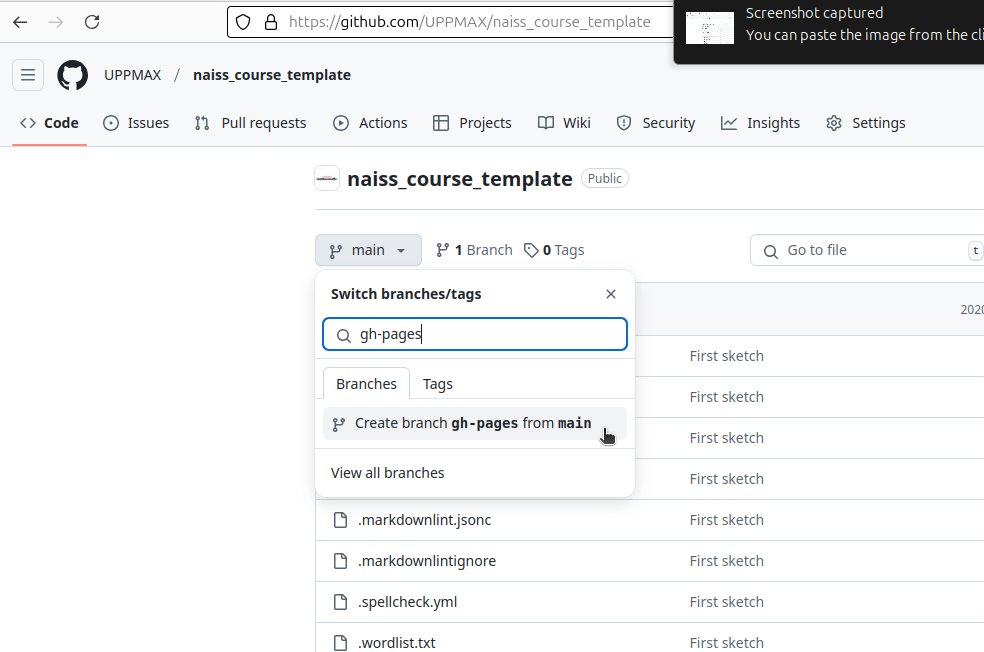 https://github.com/UPPMAX/naiss_course_template
Screenshot captured
You can paste the image from the cli
UPPMAX / naiss_course_template
Code Issues Pull requests Actions Projects Wiki Security Insights Settings
naiss_course_template Public
main 1 Branch 0 Tags Go to file t
Switch branches/tags
2020
gh-pages
First sketch
Branches Tags
First sketch
Create branch gh-pages from main
First sketch
View all branches
First sketch
.markdownlint.jsonc First sketch
.markdownlintignore First sketch
.spellcheck.yml First sketch
.wordlist.txt First sketch